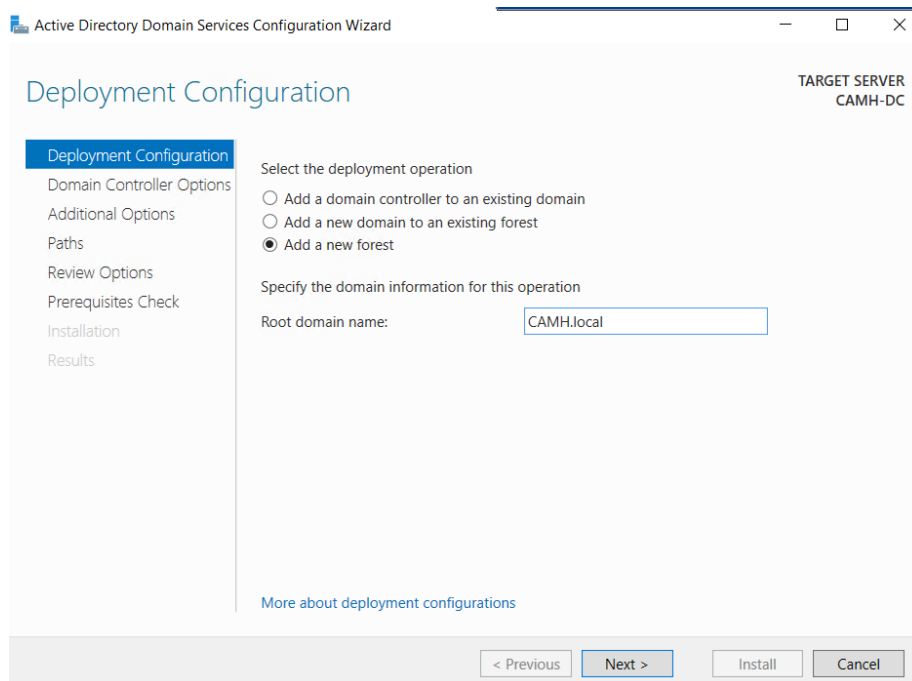 Active Directory Domain Services Configuration Wizard
Deployment Configuration
TARGET SERVER
CAMH-DC
Deployment Configuration
Domain Controller Options
Additional Options
Paths
Review Options
Prerequisites Check
Installation
Results
Select the deployment operation
Add a domain controller to an existing domain
Add a new domain to an existing forest
Add a new forest
Specify the domain information for this operation
Root domain name: CAMH.local
More about deployment configurations
< Previous Next > Install Cancel